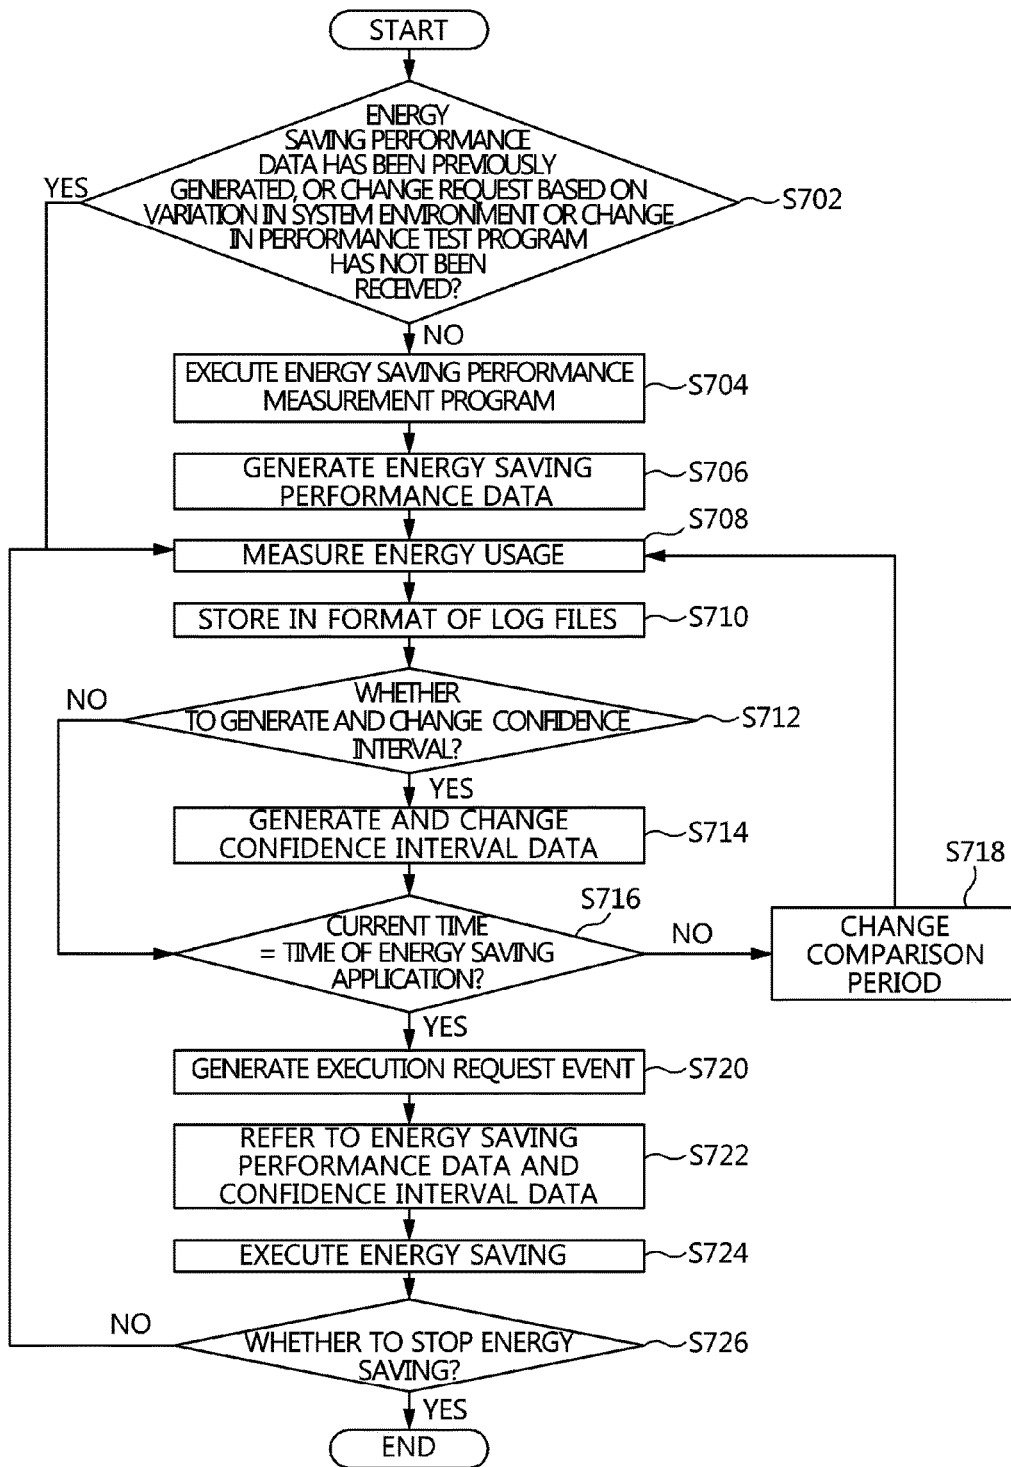 START
ENERGY
SAVING PERFORMANCE
DATA HAS BEEN PREVIOUSLY
GENERATED, OR CHANGE REQUEST BASED ON
VARIATION IN SYSTEM ENVIRONMENT OR CHANGE
IN PERFORMANCE TEST PROGRAM
HAS NOT BEEN
RECEIVED?
YES
S702
NO
EXECUTE ENERGY SAVING PERFORMANCE
MEASUREMENT PROGRAM
S704
GENERATE ENERGY SAVING
PERFORMANCE DATA
S706
S708
MEASURE ENERGY USAGE
STORE IN FORMAT OF LOG FILES
S710
NO
WHETHER
TO GENERATE AND CHANGE CONFIDENCE
INTERVAL?
S712
YES
GENERATE AND CHANGE
CONFIDENCE INTERVAL DATA
S714
S716
CURRENT TIME
= TIME OF ENERGY SAVING
APPLICATION?
NO
S718
CHANGE
COMPARISON
PERIOD
YES
GENERATE EXECUTION REQUEST EVENT
S720
REFER TO ENERGY SAVING
PERFORMANCE DATA AND
CONFIDENCE INTERVAL DATA
S722
EXECUTE ENERGY SAVING
S724
NO
WHETHER TO STOP ENERGY
SAVING?
S726
YES
END